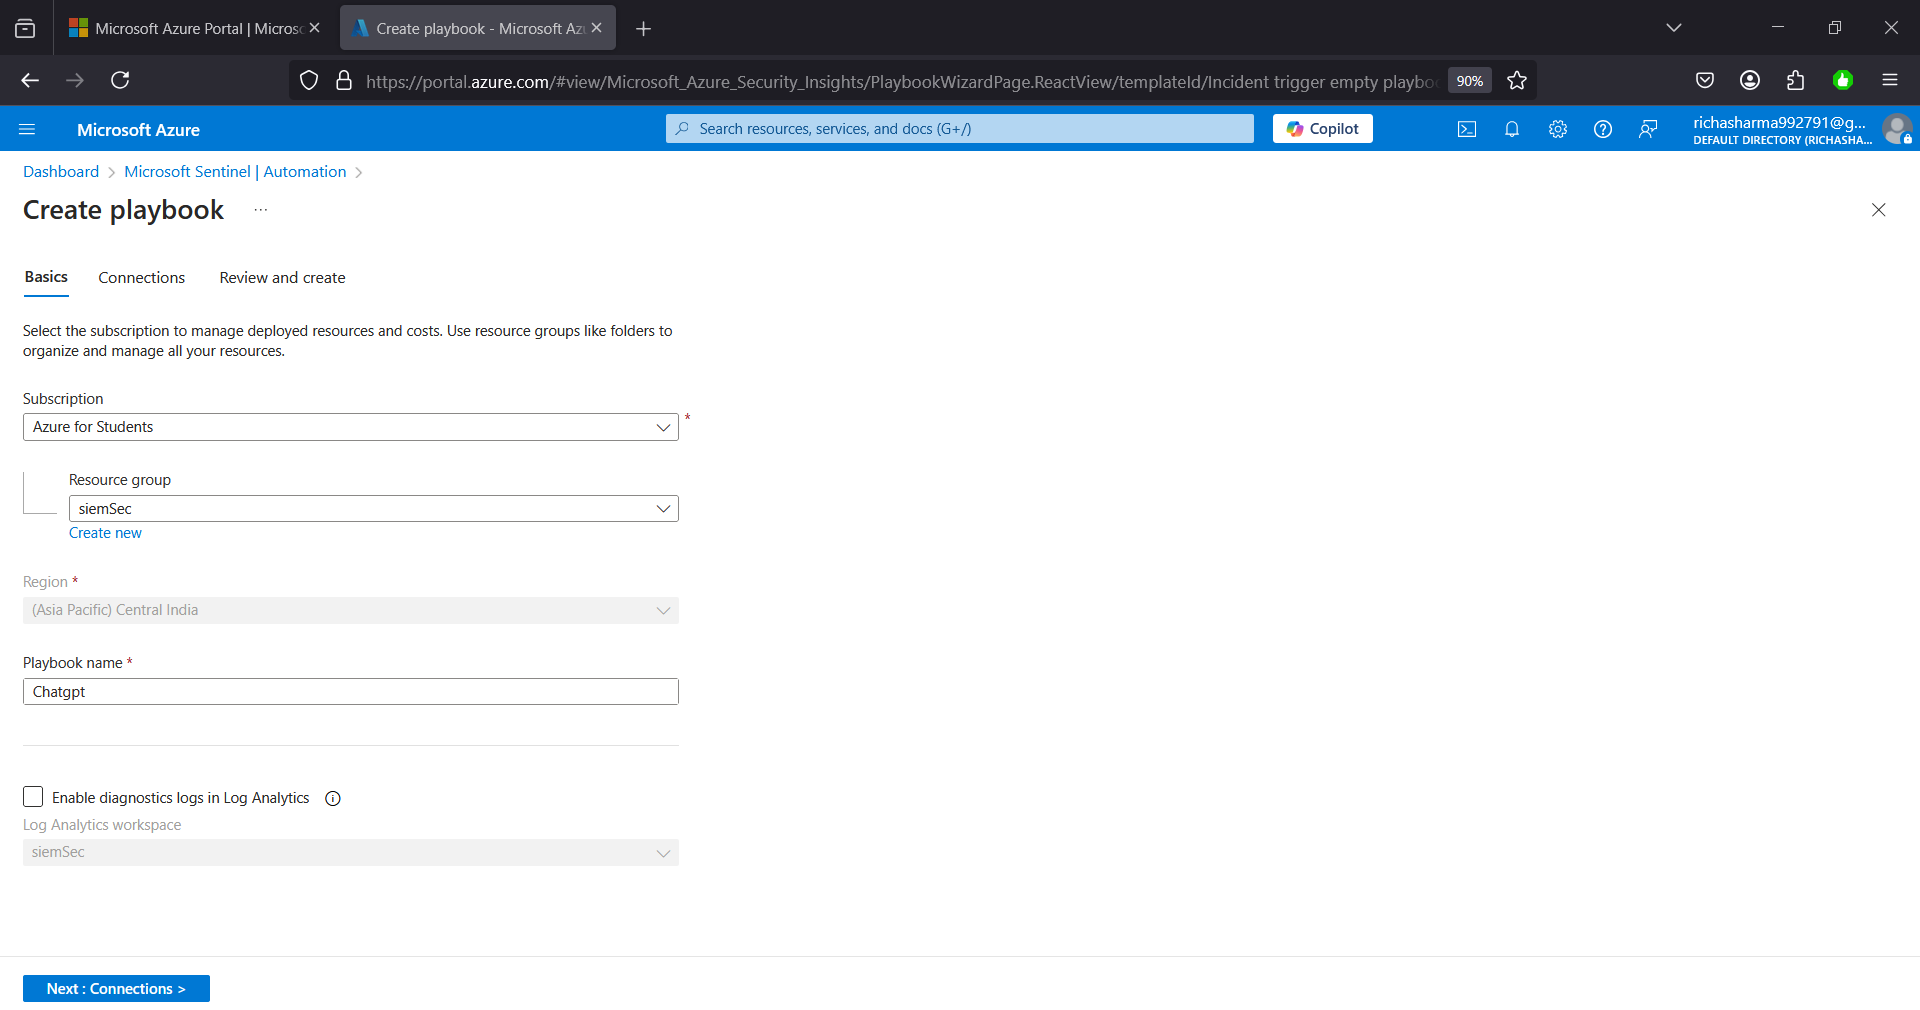 Microsoft Azure Portal | Micros
Create playbook - Microsoft Az
https://portal.azure.com/#view/Microsoft_Azure_Security_Insights/PlaybookWizardPage.ReactView/templateId/Incident trigger empty playbo
90%
Microsoft Azure
Search resources, services, and docs (G+/)
Copilot
richasharma992791@g...
DEFAULT DIRECTORY (RICHASHA...
Dashboard > Microsoft Sentinel | Automation >
Create playbook ...
Basics
Connections
Review and create
Select the subscription to manage deployed resources and costs. Use resource groups like folders to
organize and manage all your resources.
Subscription
Azure for Students
*
Resource group
siemSec
Create new
Region *
(Asia Pacific) Central India
Playbook name *
Chatgpt
Enable diagnostics logs in Log Analytics
Log Analytics workspace
siemSec
Next : Connections >